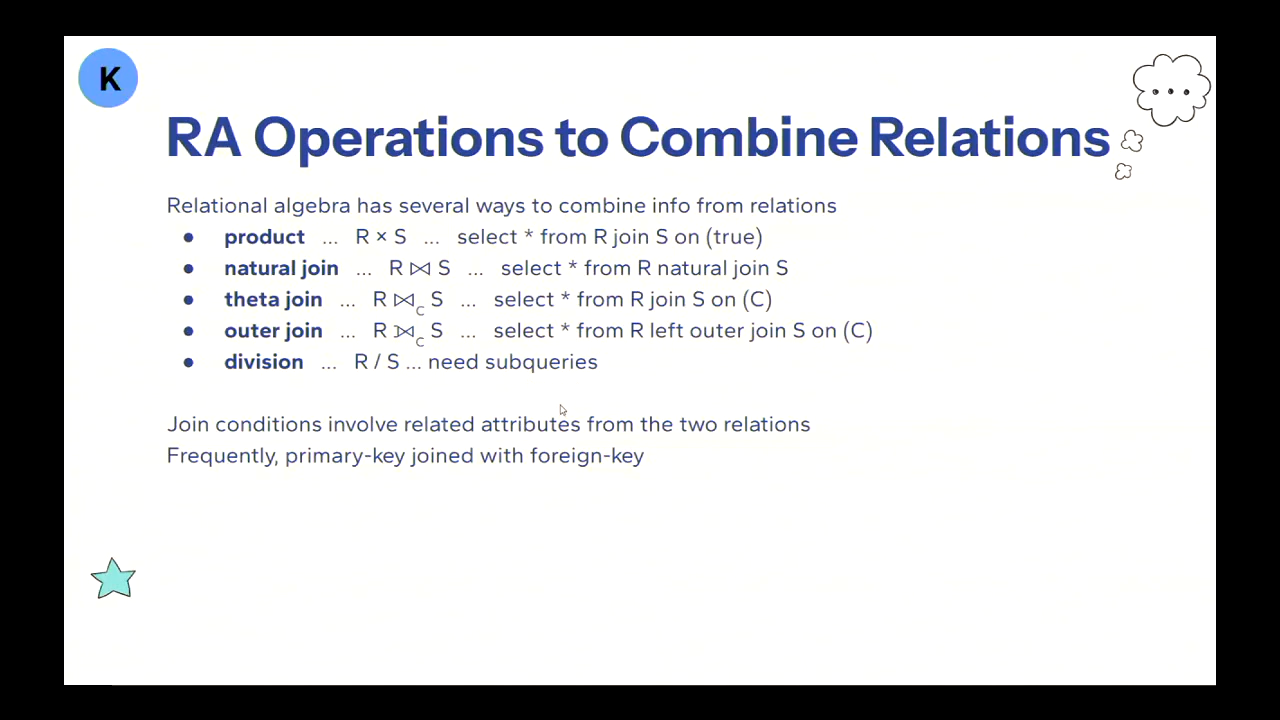 K
RA Operations to Combine Relations
Relational algebra has several ways to combine info from relations
● product ... R × S ... select * from R join S on (true)
● natural join ... R ⋈ S ... select * from R natural join S
● theta join ... R ⋈C S ... select * from R join S on (C)
● outer join ... R ⟕C S ... select * from R left outer join S on (C)
● division ... R / S ... need subqueries
Join conditions involve related attributes from the two relations
Frequently, primary-key joined with foreign-key